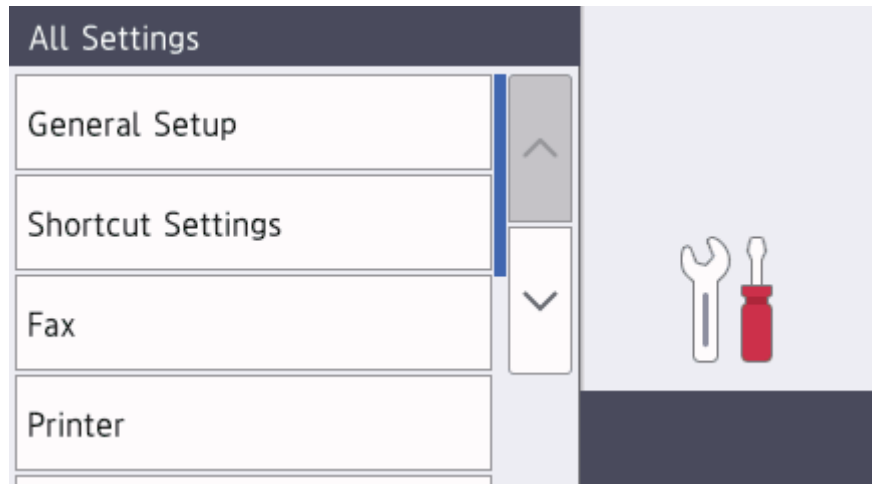 All Settings
General Setup
Shortcut Settings
Fax
Printer